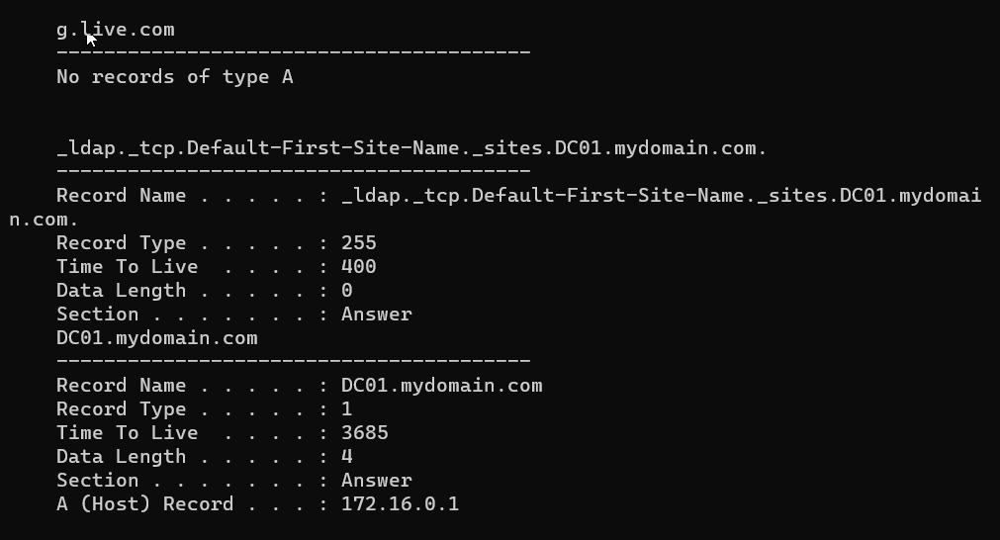 g.live.com
----------------------------------------
No records of type A
_ldap._tcp.Default-First-Site-Name._sites.DC01.mydomain.com.
----------------------------------------
Record Name . . . . . : _ldap._tcp.Default-First-Site-Name._sites.DC01.mydomai
n.com.
Record Type . . . . . : 255
Time To Live  . . . . : 400
Data Length . . . . . : 0
Section . . . . . . . : Answer
DC01.mydomain.com
----------------------------------------
Record Name . . . . . : DC01.mydomain.com
Record Type . . . . . : 1
Time To Live  . . . . : 3685
Data Length . . . . . : 4
Section . . . . . . . : Answer
A (Host) Record . . . : 172.16.0.1